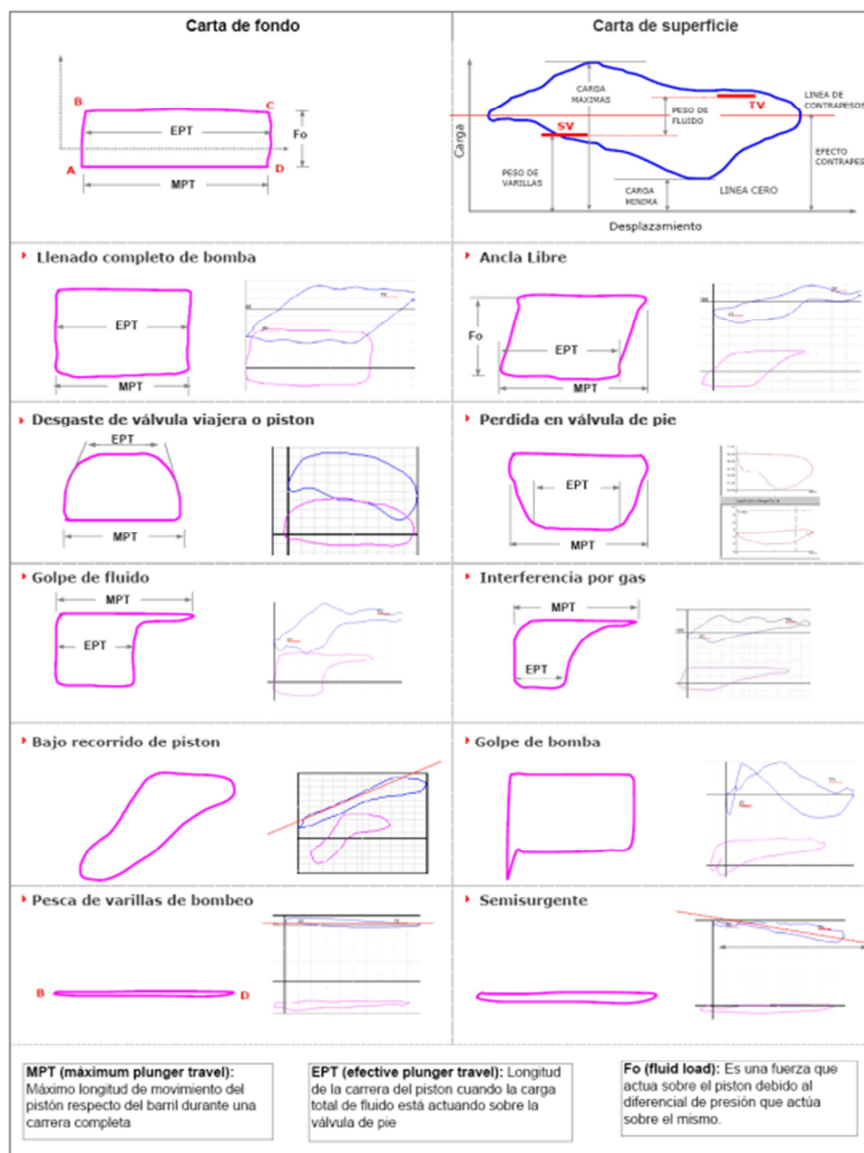 Carta de fondo
B
C
EPT
Fo
A
D
MPT
Carta de superficie
Carga
CARGA
MAXIMAS
PESO DE
FLUIDO
TV
LINEA DE
CONTRAPESOS
SV
PESO DE
VARILLAS
CARGA
MINIMA
LINEA CERO
EFECTO
CONTRAPES
Desplazamiento
Llenado completo de bomba
EPT
MPT
Ancla Libre
Fo
EPT
MPT
Desgaste de válvula viajera o piston
EPT
MPT
Perdida en válvula de pie
EPT
MPT
Golpe de fluido
MPT
EPT
Interferencia por gas
MPT
EPT
Bajo recorrido de piston
Golpe de bomba
Pesca de varillas de bombeo
B
D
Semisurgente
MPT (máximum plunger travel):
Máximo longitud de movimiento del
pistón respecto del barril durante una
carrera completa
EPT (efective plunger travel): Longitud
de la carrera del piston cuando la carga
total de fluido está actuando sobre la
válvula de pie
Fo (fluid load): Es una fuerza que
actua sobre el piston debido al
diferencial de presión que actúa
sobre el mismo.